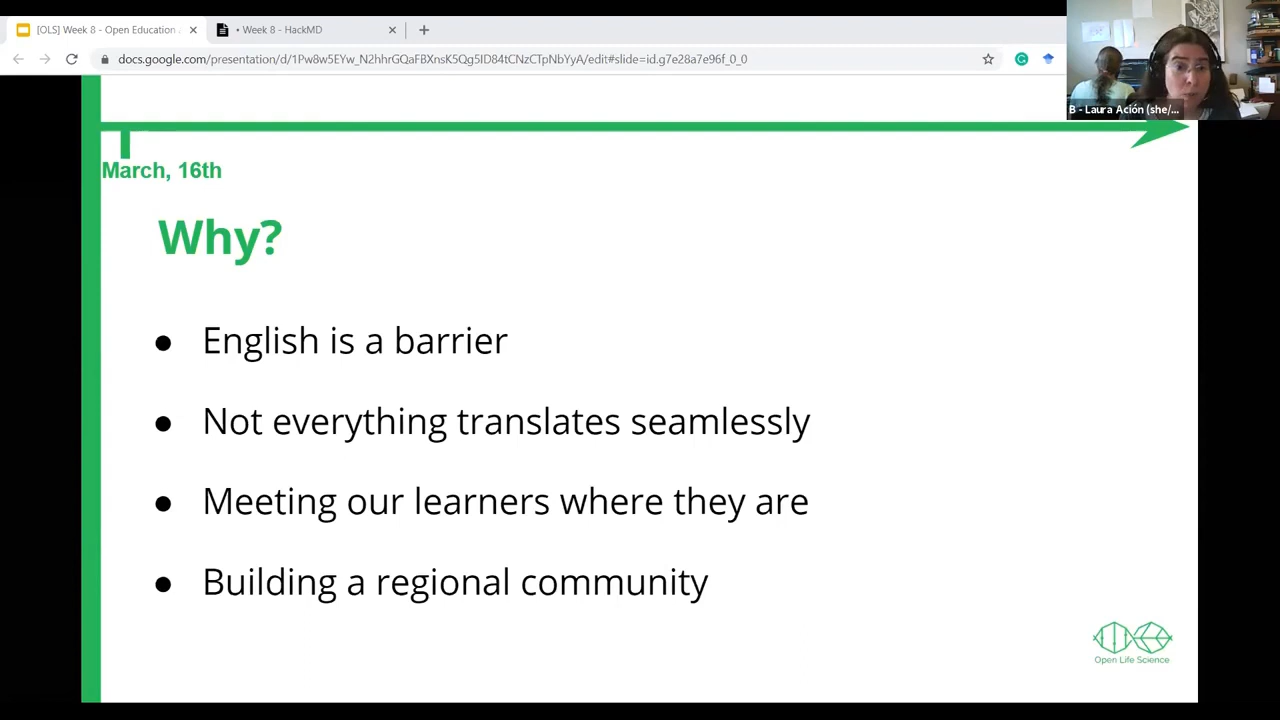 [OLS] Week 8 - Open Education
• Week 8 - HackMD
docs.google.com/presentation/d/1Pw8w5EYw_N2hhrGQaFBXnsK5Qg5ID84tCNzCTpNbYyA/edit#slide=id.g7e28a7e96f_0_0
B - Laura Ación (she/...
March, 16th
Why?
● English is a barrier
● Not everything translates seamlessly
● Meeting our learners where they are
● Building a regional community
Open Life Science